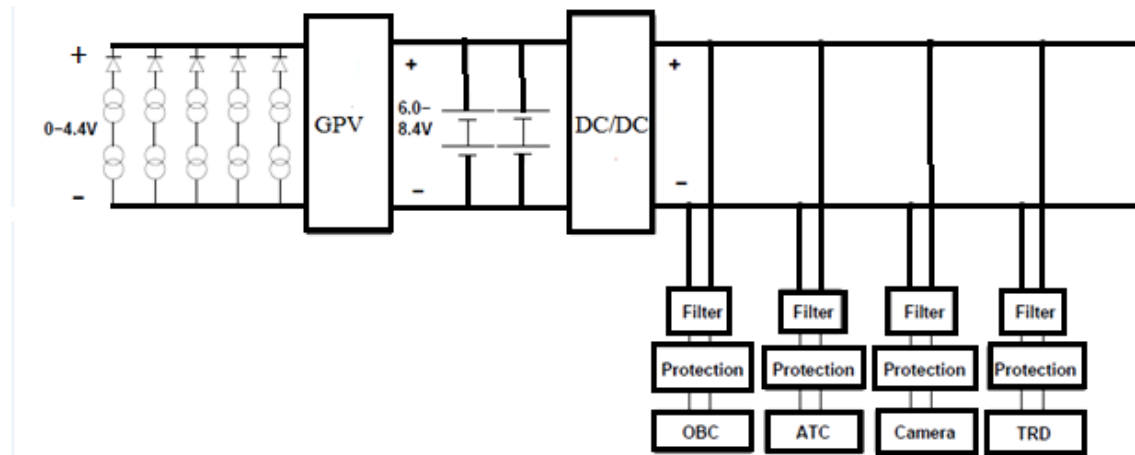 +
0-4.4V
-
GPV
+
6.0-
8.4V
-
DC/DC
+
-
Filter
Filter
Filter
Filter
Protection
Protection
Protection
Protection
OBC
ATC
Camera
TRD